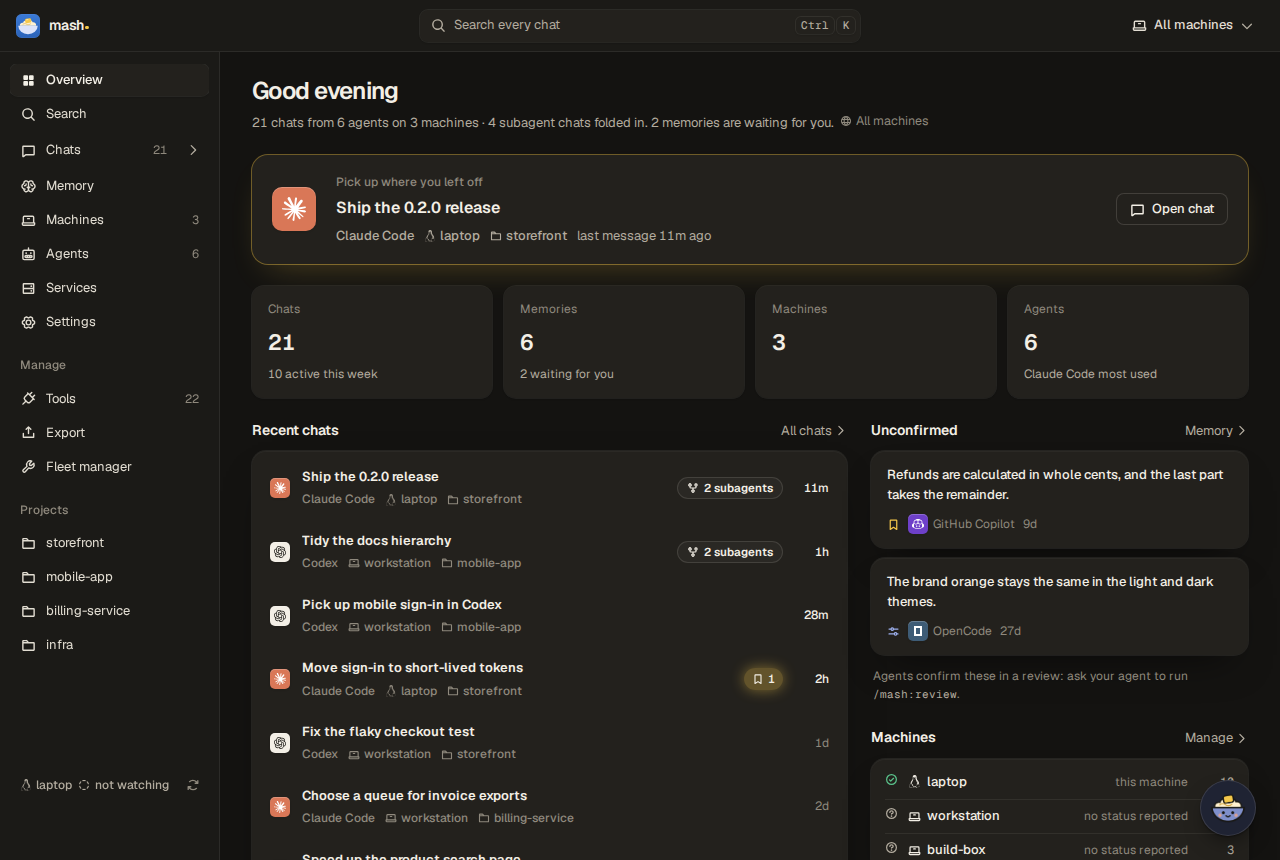 mash
Search every chat
Ctrl K
All machines
Overview
Search
Chats 21
Memory
Machines 3
Agents 6
Services
Settings
Manage
Tools 22
Export
Fleet manager
Projects
storefront
mobile-app
billing-service
infra
laptop not watching
Good evening
21 chats from 6 agents on 3 machines · 4 subagent chats folded in. 2 memories are waiting for you. All machines
Pick up where you left off
Ship the 0.2.0 release
Claude Code laptop storefront last message 11m ago
Open chat
Chats
21
10 active this week
Memories
6
2 waiting for you
Machines
3
Agents
6
Claude Code most used
Recent chats
All chats
Ship the 0.2.0 release
Claude Code laptop storefront
2 subagents 11m
Tidy the docs hierarchy
Codex workstation mobile-app
2 subagents 1h
Pick up mobile sign-in in Codex
Codex workstation mobile-app
28m
Move sign-in to short-lived tokens
Claude Code laptop storefront
1 2h
Fix the flaky checkout test
Codex workstation storefront
1d
Choose a queue for invoice exports
Claude Code workstation billing-service
2d
Speed up the product search page
Unconfirmed
Memory
Refunds are calculated in whole cents, and the last part
takes the remainder.
GitHub Copilot 9d
The brand orange stays the same in the light and dark
themes.
OpenCode 27d
Agents confirm these in a review: ask your agent to run
/mash:review.
Machines
Manage
laptop this machine
workstation no status reported
build-box no status reported 3